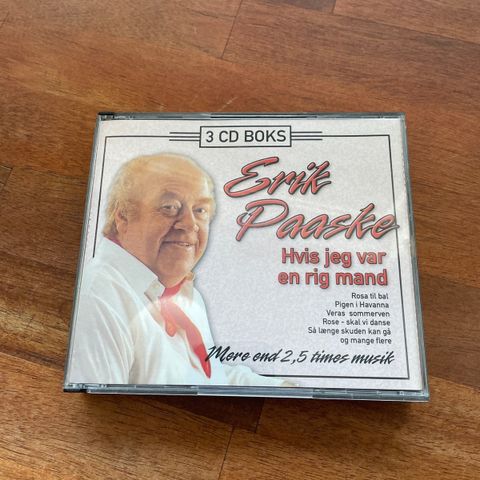 3 CD BOKS
Erik
Paaske
Hvis jeg var
en rig mand
Rosa til bal
Pigen i Havanna
Veras sommerven
Rose - skal vi danse
Så længe skuden kan gå
og mange flere
Mere end 2,5 times musik